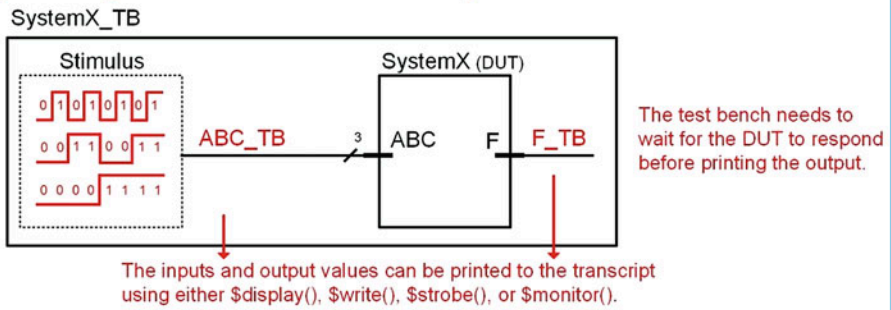 SystemX_TB
Stimulus
SystemX (DUT)
0 1 0 1 0 1 0 1
0 0 1 1 0 0 1 1
0 0 0 0 1 1 1 1
ABC_TB
3
ABC
F
F_TB
The test bench needs to
wait for the DUT to respond
before printing the output.
The inputs and output values can be printed to the transcript
using either $display(), $write(), $strobe(), or $monitor().